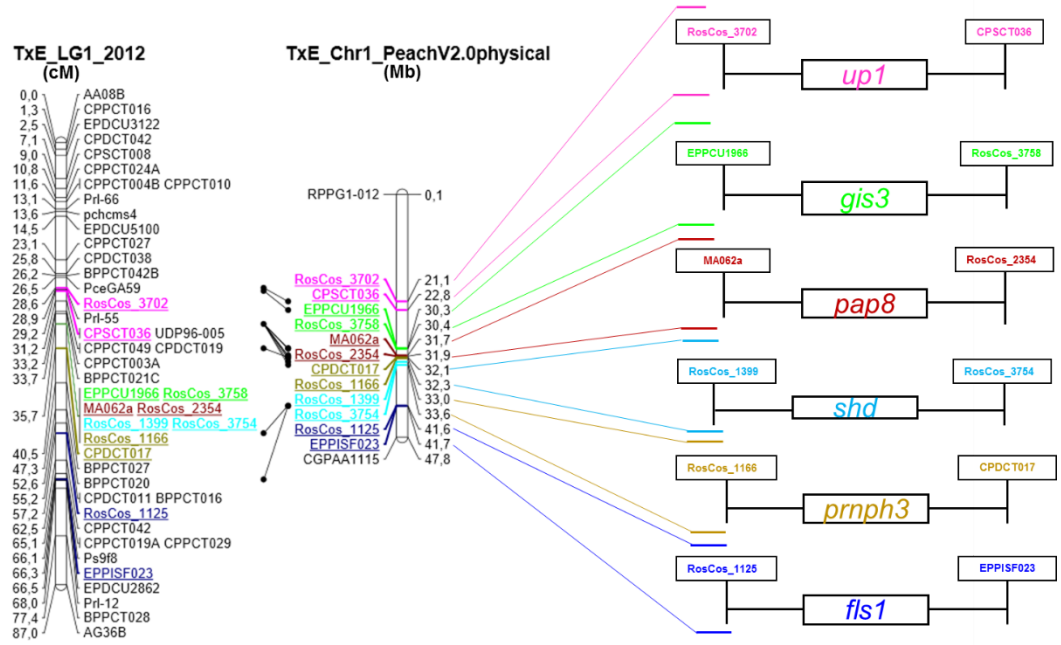 TxE_LG1_2012
(cM)
0,0 AA08B
1,3 CPPCT016
2,5 EPDCU3122
7,1 CPDCT042
9,0 CPSCT008
10,8 CPPCT024A
11,6 CPPCT004B CPPCT010
13,1 Prl-66
13,6 pchcms4
14,5 EPDCU5100
23,1 CPPCT027
25,8 CPDCT038
26,2 BPPCT042B
26,5 PceGA59
28,6 RosCos_3702
28,9 Prl-55
29,2 CPSCT036 UDP96-005
31,2 CPPCT049 CPDCT019
33,2 CPPCT003A
33,7 BPPCT021C
EPPCU1966 RosCos_3758
35,7 MA062a RosCos_2354
RosCos_1399 RosCos_3754
RosCos_1166
40,5 CPDCT017
47,3 BPPCT027
52,6 BPPCT020
55,2 CPDCT011 BPPCT016
57,2 RosCos_1125
62,5 CPPCT042
65,1 CPPCT019A CPPCT029
66,1 Ps9f8
66,3 EPPISF023
66,5 EPDCU2862
68,0 Prl-12
77,4 BPPCT028
87,0 AG36B
TxE_Chr1_PeachV2.0physical
(Mb)
RPPG1-012 0,1
RosCos_3702 21,1
CPSCT036 22,8
EPPCU1966 30,3
RosCos_3758 30,4
MA062a 31,7
RosCos_2354 31,9
CPDCT017 32,1
RosCos_1166 32,3
RosCos_1399 33,0
RosCos_3754 33,6
RosCos_1125 41,6
EPPISF023 41,7
CGPAA1115 47,8
RosCos_3702 CPSCT036
up1
EPPCU1966 RosCos_3758
gis3
MA062a RosCos_2354
pap8
RosCos_1399 RosCos_3754
shd
RosCos_1166 CPDCT017
prnph3
RosCos_1125 EPPISF023
fls1